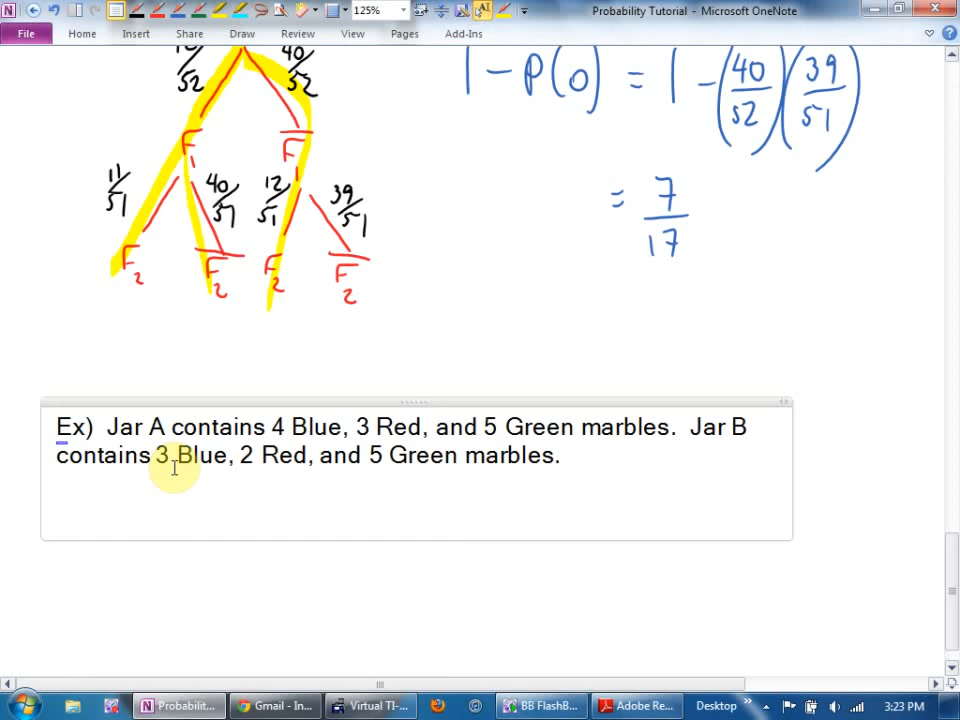 125%
Probability Tutorial - Microsoft OneNote
File Home Insert Draw Review View Pages Add-Ins
52
40/52
1 - P(0) = 1 - (40/52)(39/51)
F F
11/51 40/51 12/51 39/51
= 7/17
F2 F2 F2 F2
Ex) Jar A contains 4 Blue, 3 Red, and 5 Green marbles. Jar B
contains 3 Blue, 2 Red, and 5 Green marbles.
Probabilit... Gmail - In... Virtual TI-... BB FlashB... Adobe Re... Desktop » 3:23 PM